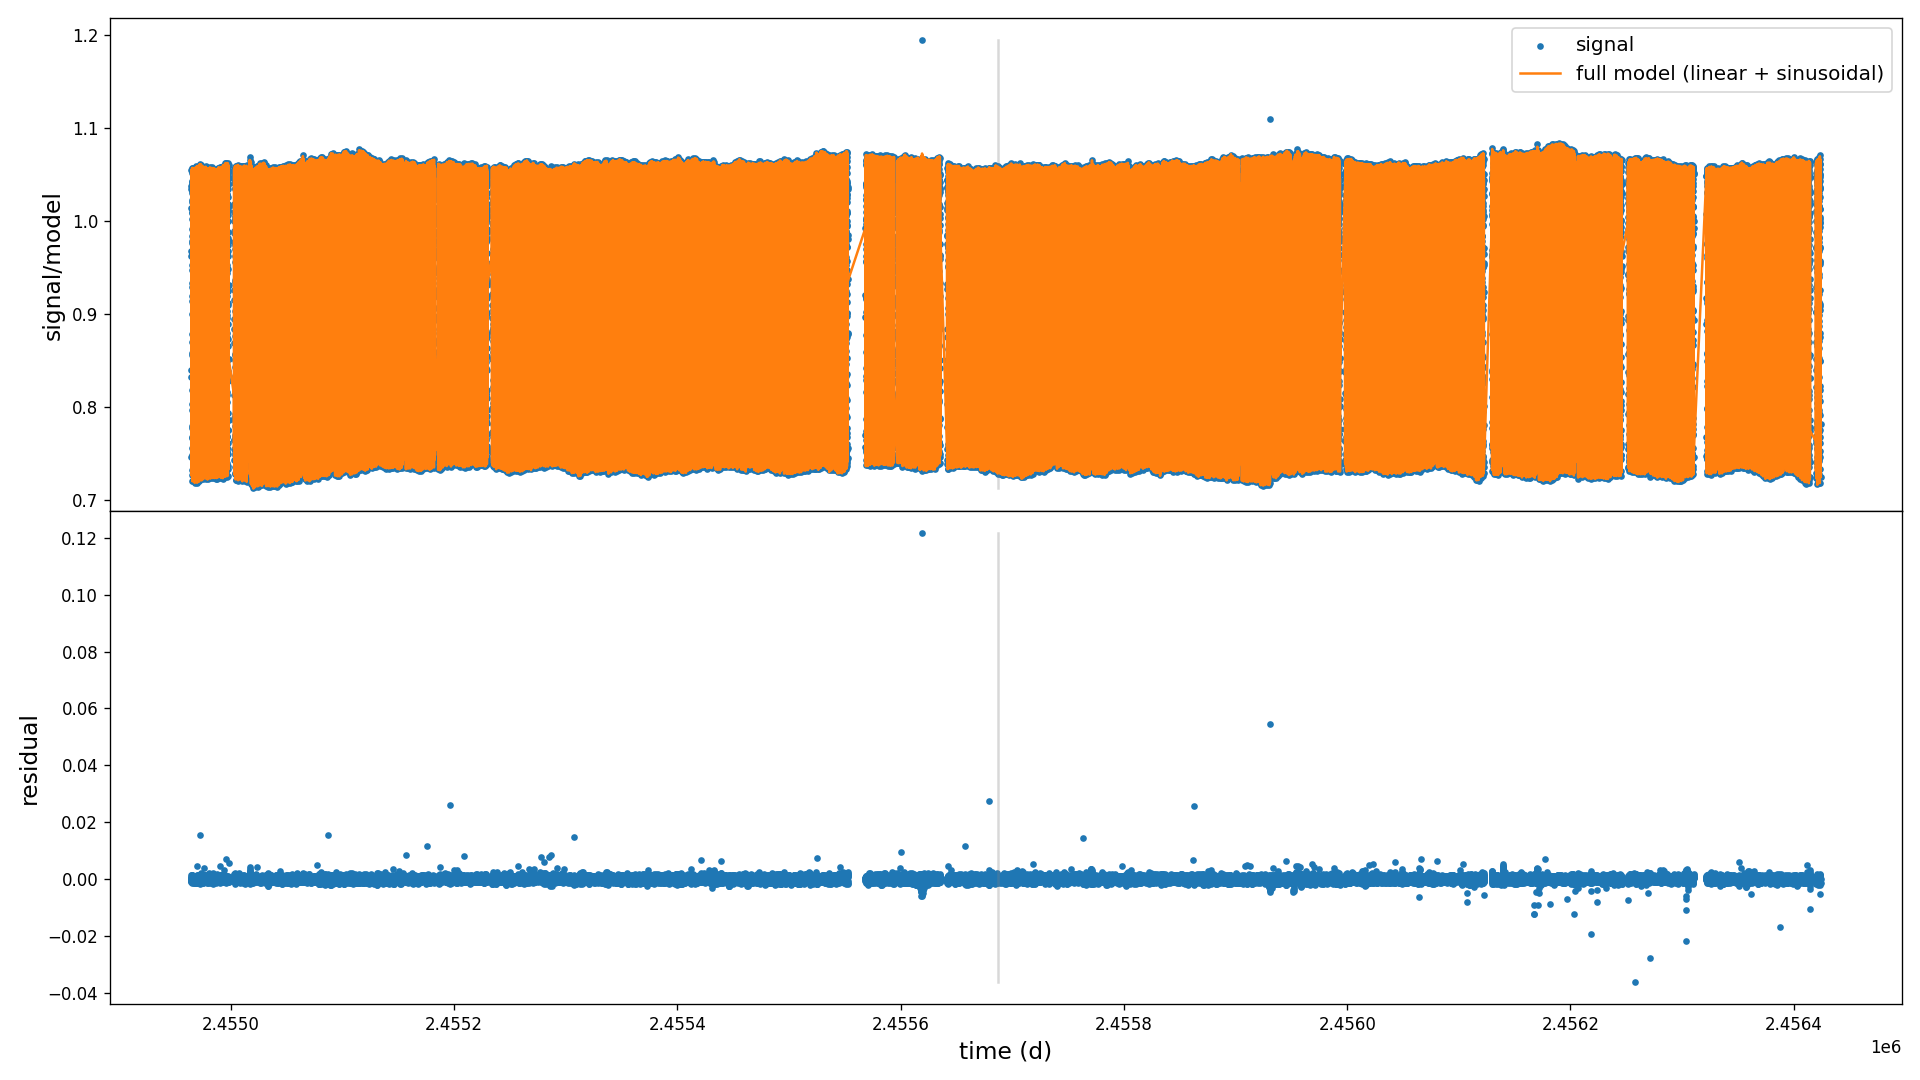 1.2
signal
full model (linear + sinusoidal)
1.1
1.0
0.9
0.8
0.7
signal/model
0.12
0.10
0.08
0.06
0.04
0.02
0.00
−0.02
−0.04
residual
2.4550 2.4552 2.4554 2.4556 2.4558 2.4560 2.4562 2.4564
1e6
time (d)